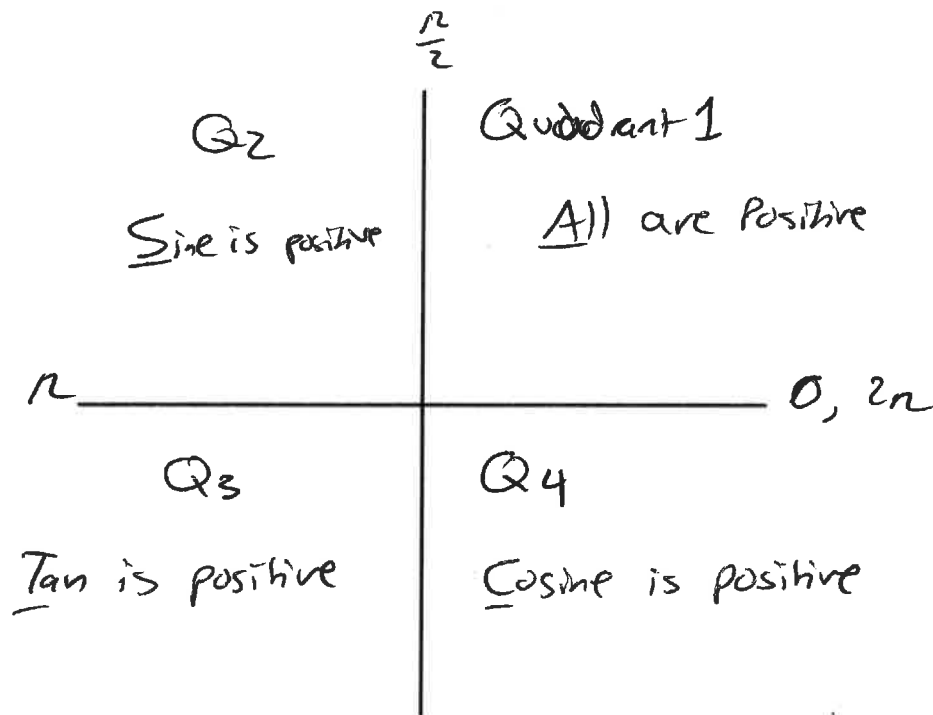 π/2
Q2
Quadrant 1
Sine is positive
All are Positive
π
0, 2π
Q3
Q4
Tan is positive
Cosine is positive